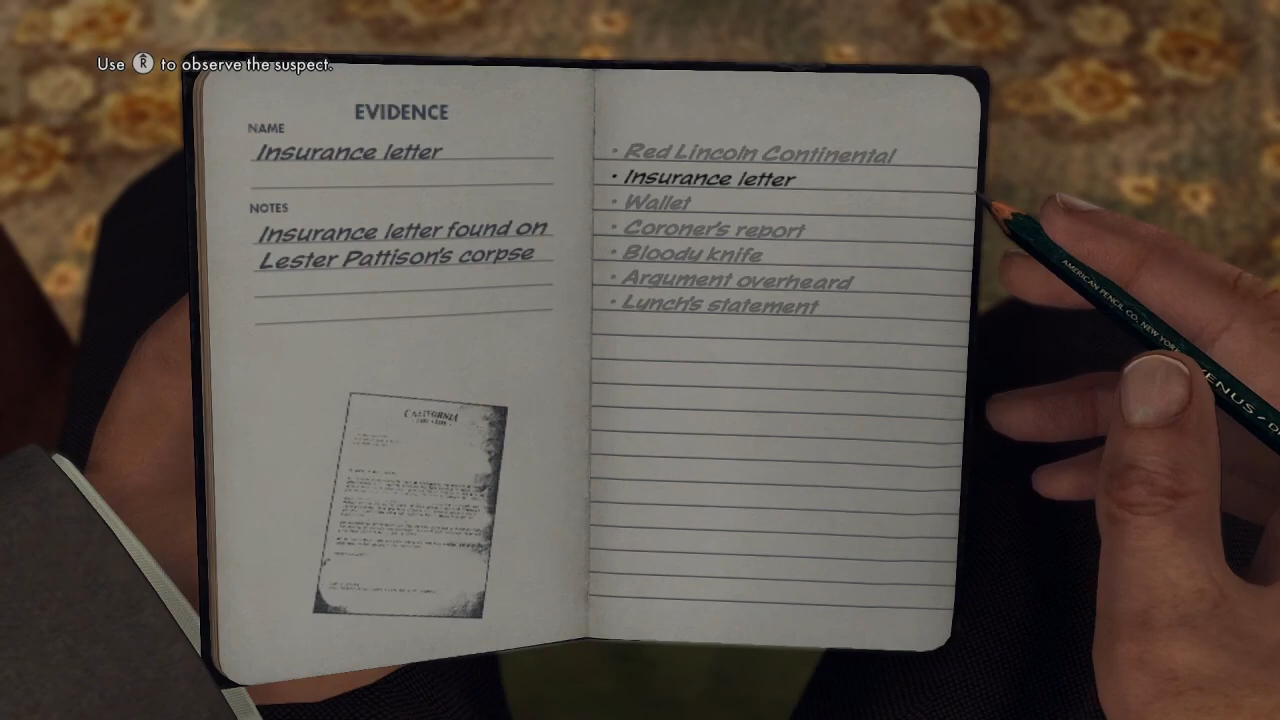 Use R to observe the suspect.
EVIDENCE
NAME
Insurance letter
NOTES
Insurance letter found on
Lester Pattison's corpse
CALIFORNIA
• Red Lincoln Continental
• Insurance letter
• Wallet
• Coroner's report
• Bloody knife
• Argument overheard
• Lynch's statement
AMERICAN PENCIL CO. NEW YORK
VENUS